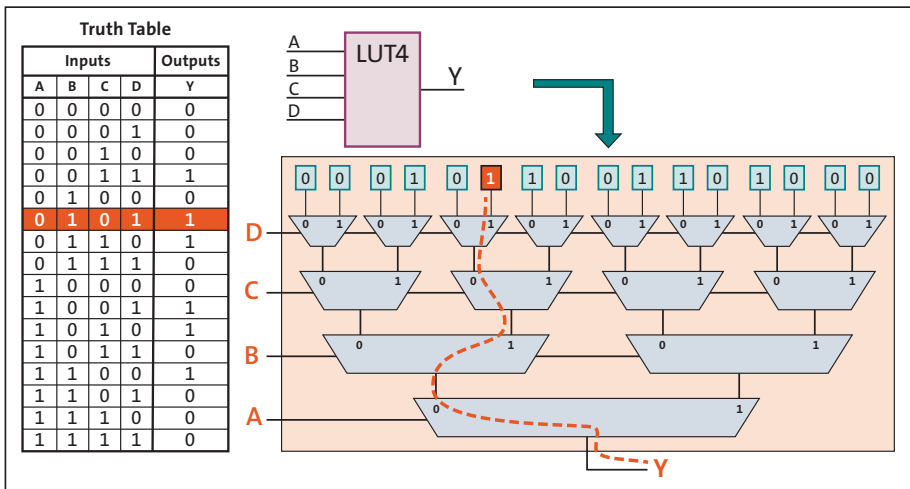 Truth Table
Inputs Outputs
A B C D Y
0 0 0 0 0
0 0 0 1 0
0 0 1 0 0
0 0 1 1 1
0 1 0 0 0
0 1 0 1 1
0 1 1 0 1
0 1 1 1 0
1 0 0 0 0
1 0 0 1 1
1 0 1 0 1
1 0 1 1 0
1 1 0 0 1
1 1 0 1 0
1 1 1 0 0
1 1 1 1 0
A
B
C
D
LUT4
Y
0 0 0 1 0 1 1 0 0 1 1 0 1 0 0 0
D 0 1 0 1 0 1 0 1 0 1 0 1 0 1 0 1
C 0 1 0 1 0 1 0 1
B 0 1 0 1
A 0 1
Y